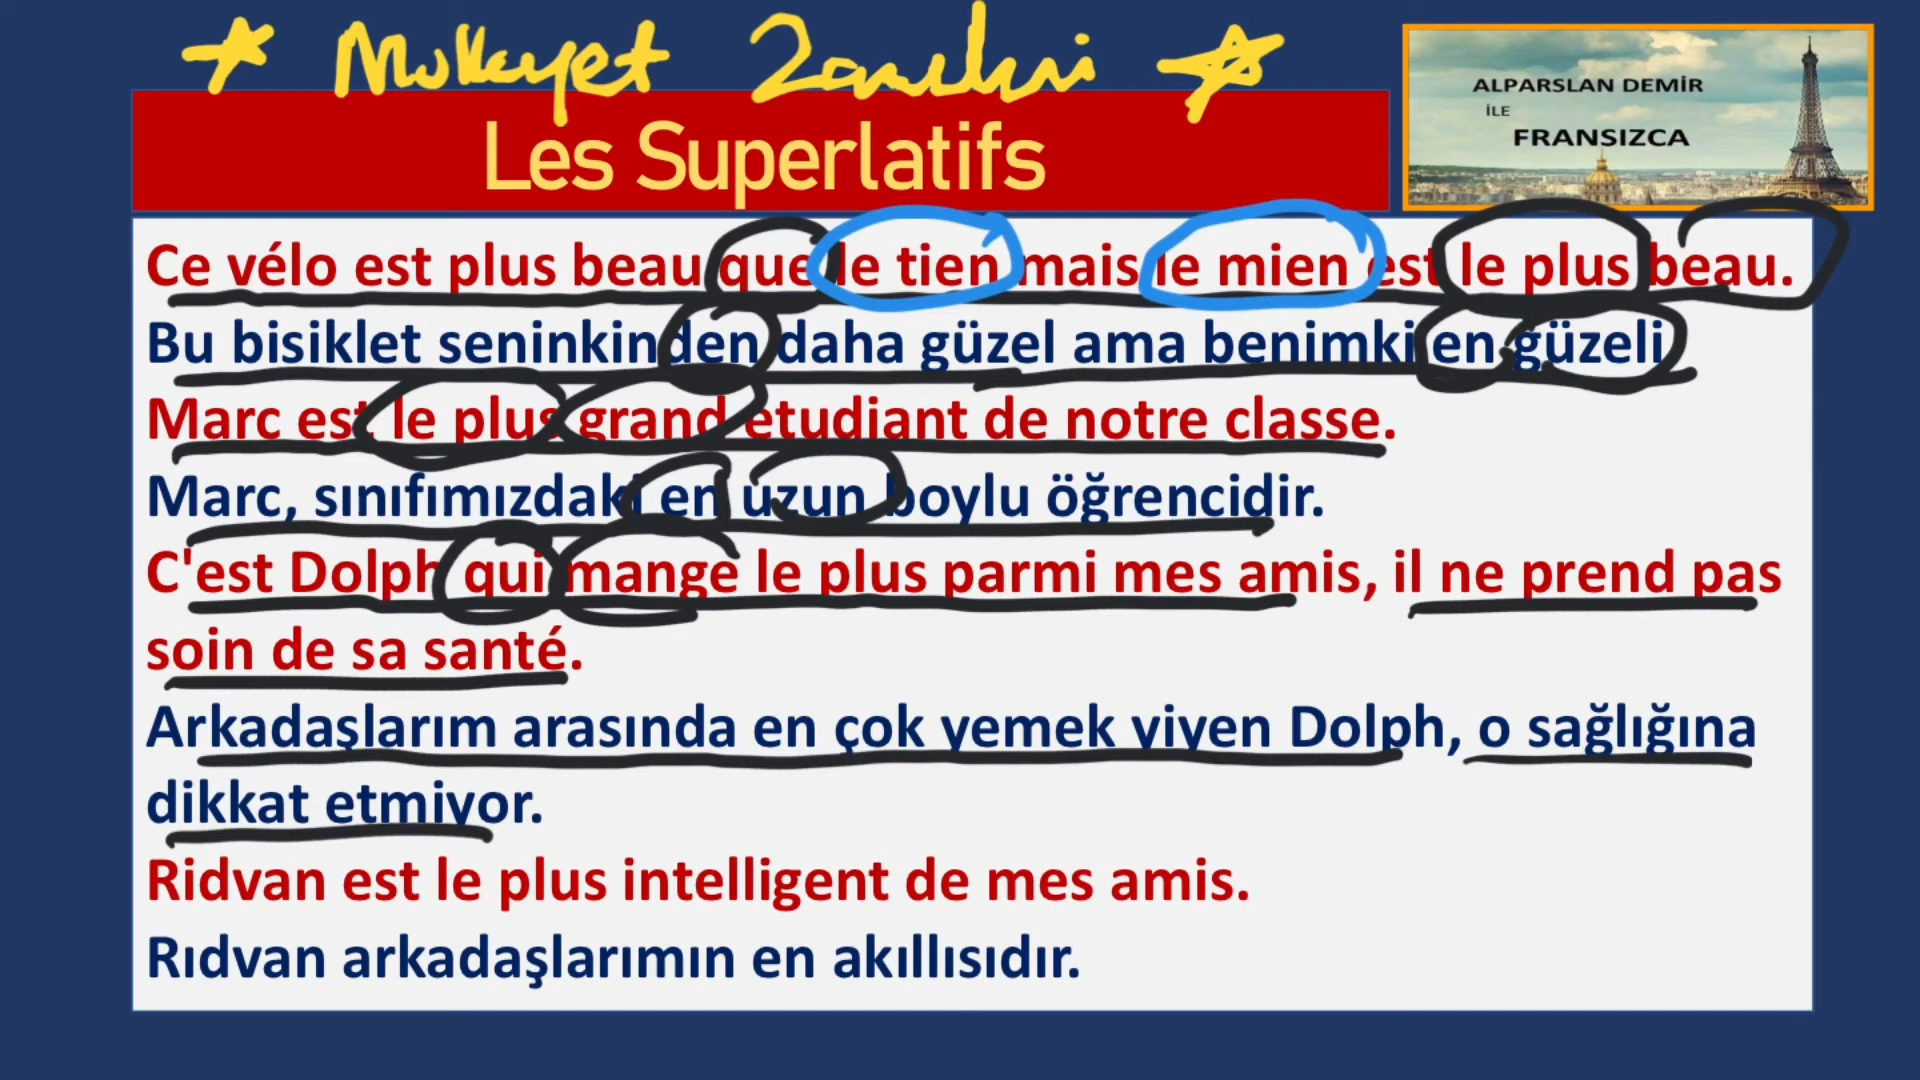 Mülkiyet Zamirleri
Les Superlatifs
ALPARSLAN DEMİR
İLE
FRANSIZCA
Ce vélo est plus beau que le tien mais le mien est le plus beau.
Bu bisiklet seninkinden daha güzel ama benimki en güzeli
Marc est le plus grand étudiant de notre classe.
Marc, sınıfımızdaki en uzun boylu öğrencidir.
C'est Dolph qui mange le plus parmi mes amis, il ne prend pas
soin de sa santé.
Arkadaşlarım arasında en çok yemek yiyen Dolph, o sağlığına
dikkat etmiyor.
Ridvan est le plus intelligent de mes amis.
Rıdvan arkadaşlarımın en akıllısıdır.